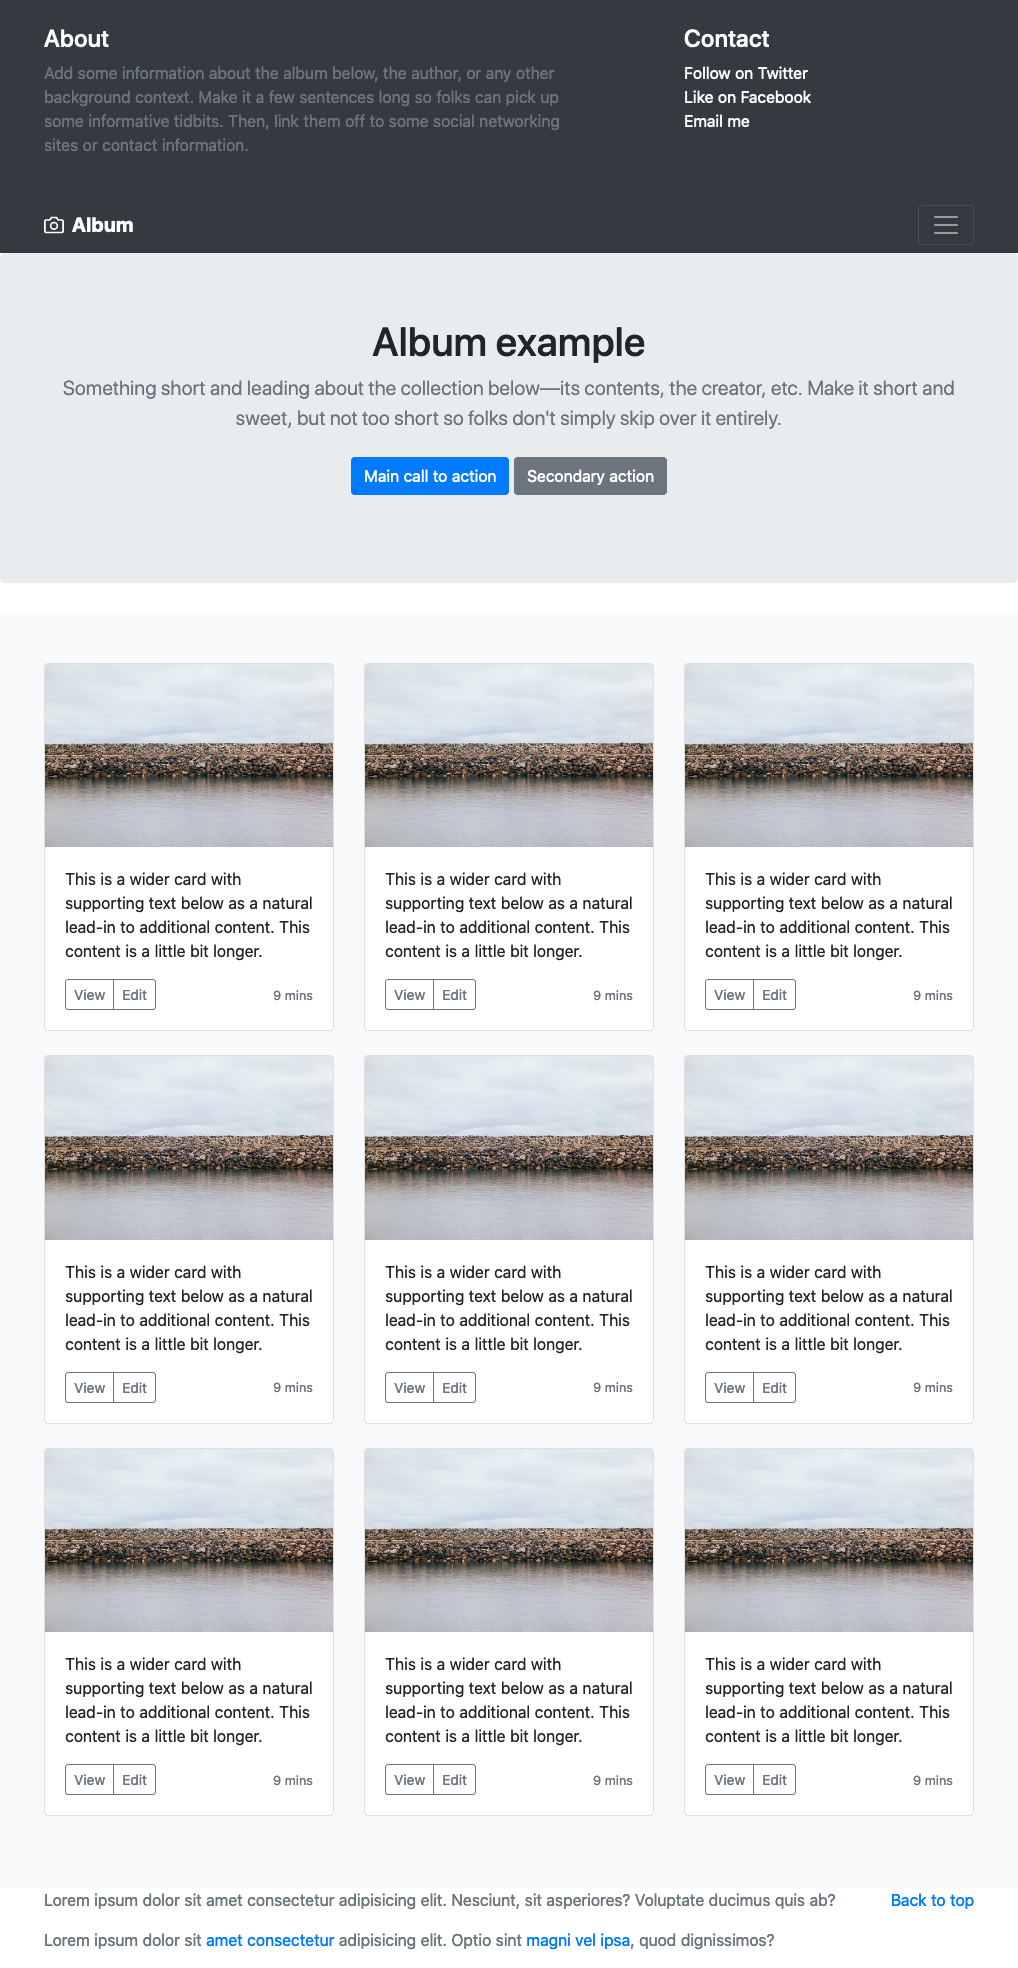 About
Add some information about the album below, the author, or any other
background context. Make it a few sentences long so folks can pick up
some informative tidbits. Then, link them off to some social networking
sites or contact information.
Contact
Follow on Twitter
Like on Facebook
Email me
Album
Album example
Something short and leading about the collection below—its contents, the creator, etc. Make it short and
sweet, but not too short so folks don't simply skip over it entirely.
Main call to action
Secondary action
This is a wider card with
supporting text below as a natural
lead-in to additional content. This
content is a little bit longer.
View Edit 9 mins
This is a wider card with
supporting text below as a natural
lead-in to additional content. This
content is a little bit longer.
View Edit 9 mins
This is a wider card with
supporting text below as a natural
lead-in to additional content. This
content is a little bit longer.
View Edit 9 mins
This is a wider card with
supporting text below as a natural
lead-in to additional content. This
content is a little bit longer.
View Edit 9 mins
This is a wider card with
supporting text below as a natural
lead-in to additional content. This
content is a little bit longer.
View Edit 9 mins
This is a wider card with
supporting text below as a natural
lead-in to additional content. This
content is a little bit longer.
View Edit 9 mins
This is a wider card with
supporting text below as a natural
lead-in to additional content. This
content is a little bit longer.
View Edit 9 mins
This is a wider card with
supporting text below as a natural
lead-in to additional content. This
content is a little bit longer.
View Edit 9 mins
This is a wider card with
supporting text below as a natural
lead-in to additional content. This
content is a little bit longer.
View Edit 9 mins
Lorem ipsum dolor sit amet consectetur adipisicing elit. Nesciunt, sit asperiores? Voluptate ducimus quis ab?
Back to top
Lorem ipsum dolor sit amet consectetur adipisicing elit. Optio sint magni vel ipsa, quod dignissimos?